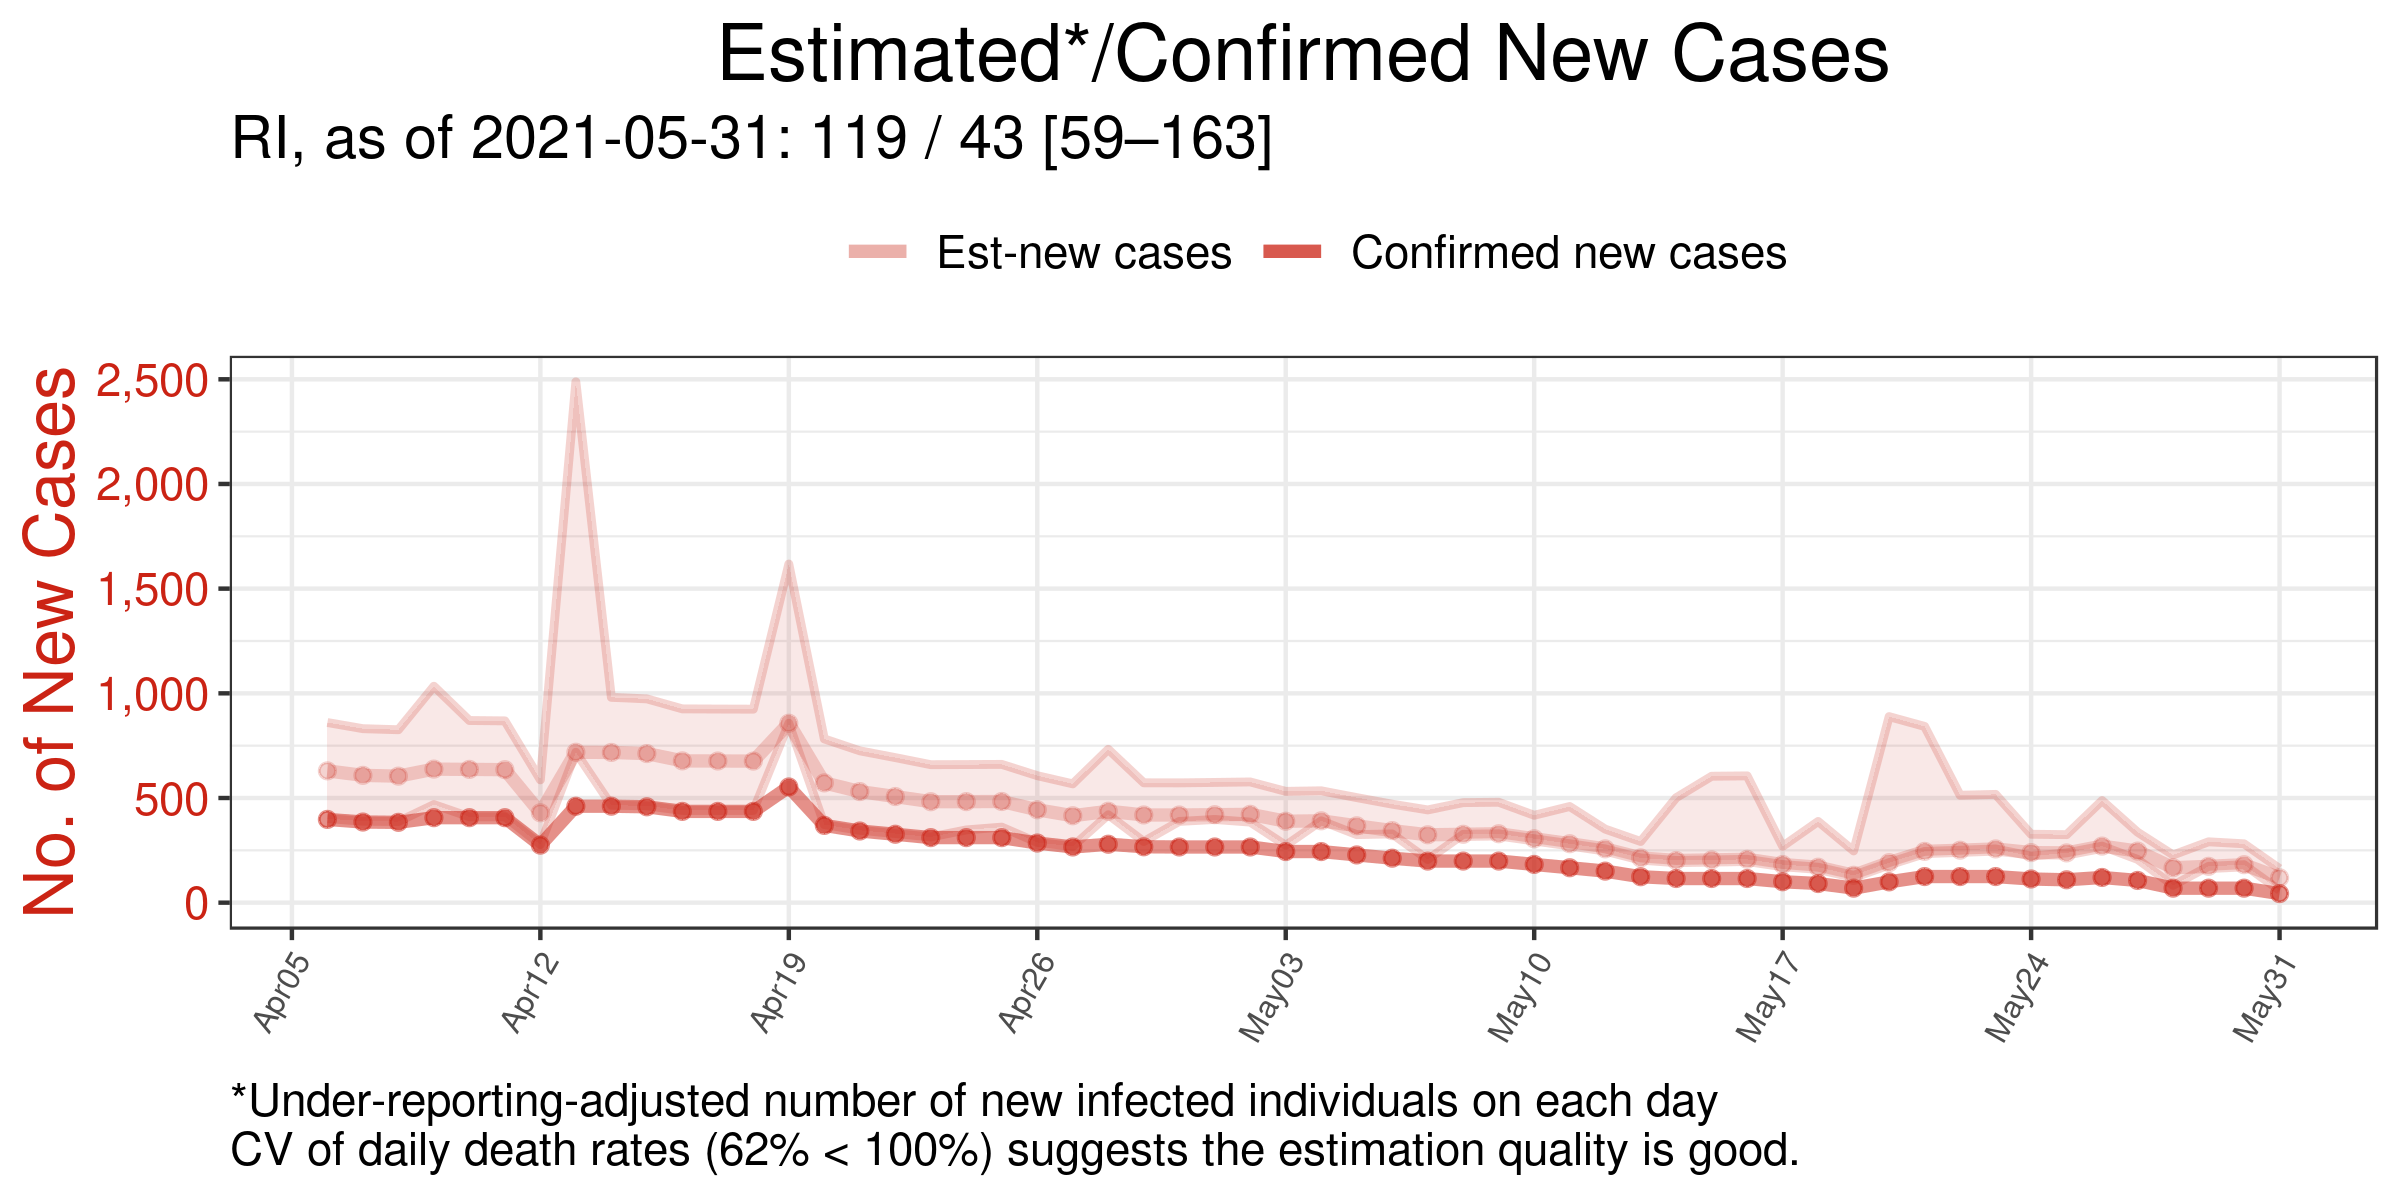 Estimated*/Confirmed New Cases
RI, as of 2021-05-31: 119 / 43 [59–163]
Est-new cases
Confirmed new cases
No. of New Cases
2,500
2,000
1,500
1,000
500
0
Apr05
Apr12
Apr19
Apr26
May03
May10
May17
May24
May31
*Under-reporting-adjusted number of new infected individuals on each day
CV of daily death rates (62% < 100%) suggests the estimation quality is good.